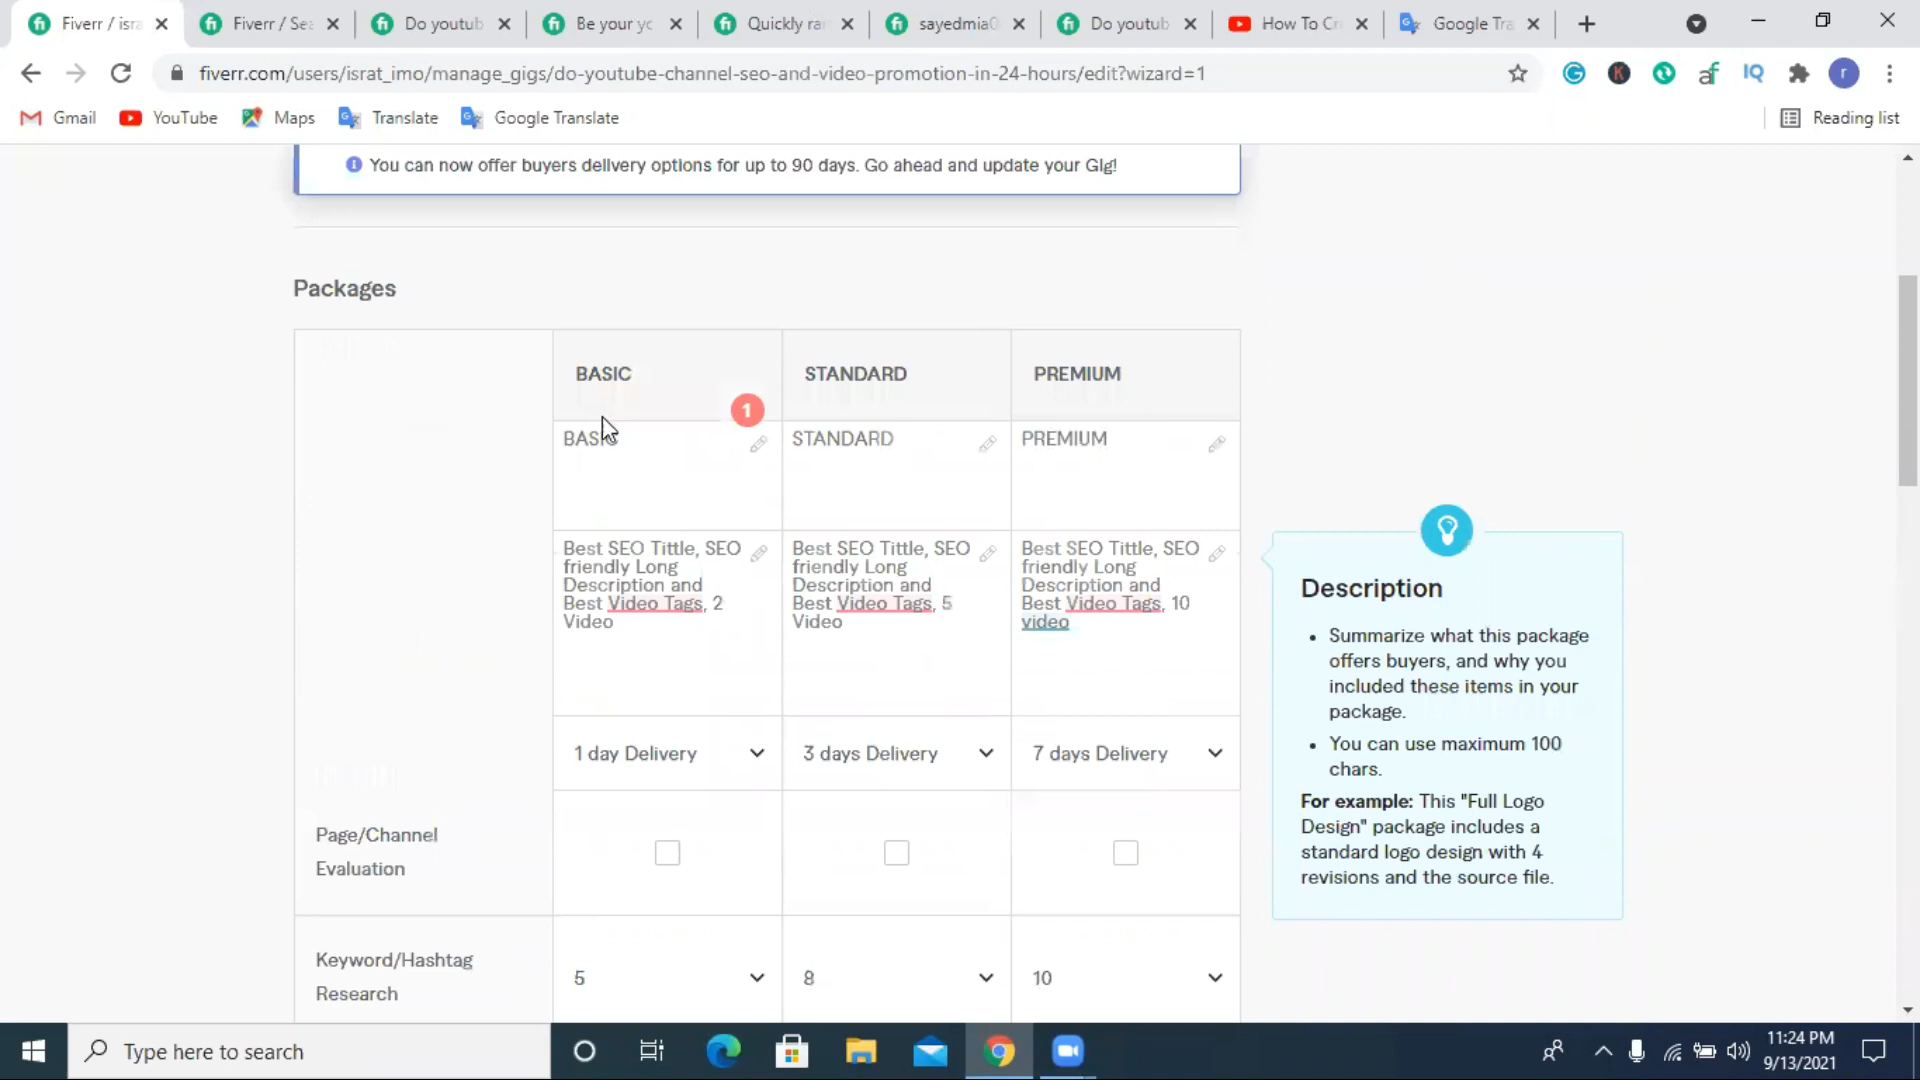 Fiverr / isra
Fiverr / Sea
Do youtub
Be your yo
Quickly ran
sayedmia0
Do youtub
How To Cr
Google Tra
fiverr.com/users/israt_imo/manage_gigs/do-youtube-channel-seo-and-video-promotion-in-24-hours/edit?wizard=1
IQ
r
Gmail
YouTube
Maps
Translate
Google Translate
Reading list
You can now offer buyers delivery options for up to 90 days. Go ahead and update your GIg!
Packages
BASIC
STANDARD
PREMIUM
1
BASIC
STANDARD
PREMIUM
Best SEO Tittle, SEO
friendly Long
Description and
Best Video Tags, 2
Video
Best SEO Tittle, SEO
friendly Long
Description and
Best Video Tags, 5
Video
Best SEO Tittle, SEO
friendly Long
Description and
Best Video Tags, 10
video
Description
Summarize what this package
offers buyers, and why you
included these items in your
package.
You can use maximum 100
chars.
For example: This "Full Logo
Design" package includes a
standard logo design with 4
revisions and the source file.
1 day Delivery
3 days Delivery
7 days Delivery
Page/Channel
Evaluation
Keyword/Hashtag
Research
5
8
10
Type here to search
11:24 PM
9/13/2021